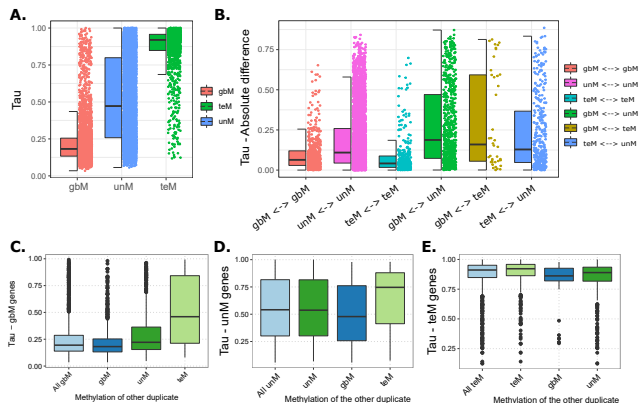 A.
Tau
1.00
0.75
0.50
0.25
0.00
gbM
unM
teM
gbM
teM
unM
B.
Tau - Absolute difference
0.75
0.50
0.25
0.00
gbM <-> gbM
unM <-> unM
teM <-> teM
gbM <-> unM
gbM <-> teM
teM <-> unM
gbM <--> gbM
unM <--> unM
teM <--> teM
gbM <--> unM
gbM <--> teM
teM <--> unM
C.
Tau − gbM genes
1.00
0.75
0.50
0.25
0.00
All gbM
gbM
unM
teM
Methylation of other duplicate
D.
Tau - unM genes
1.00
0.75
0.50
0.25
0.00
All unM
unM
gbM
teM
Methylation of the other duplicate
E.
Tau - teM genes
1.00
0.75
0.50
0.25
All teM
teM
gbM
unM
Methylation of the other duplicate